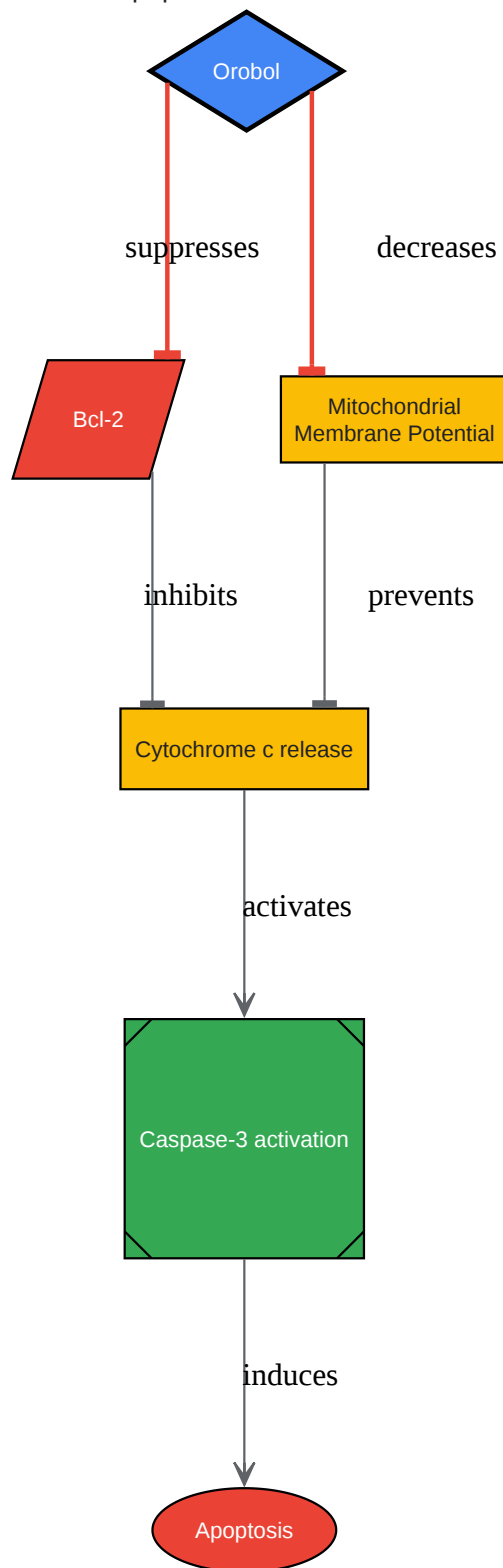 Orobol
suppresses
decreases
Bcl-2
Mitochondrial
Membrane Potential
inhibits
prevents
Cytochrome c release
activates
Caspase-3 activation
induces
Apoptosis